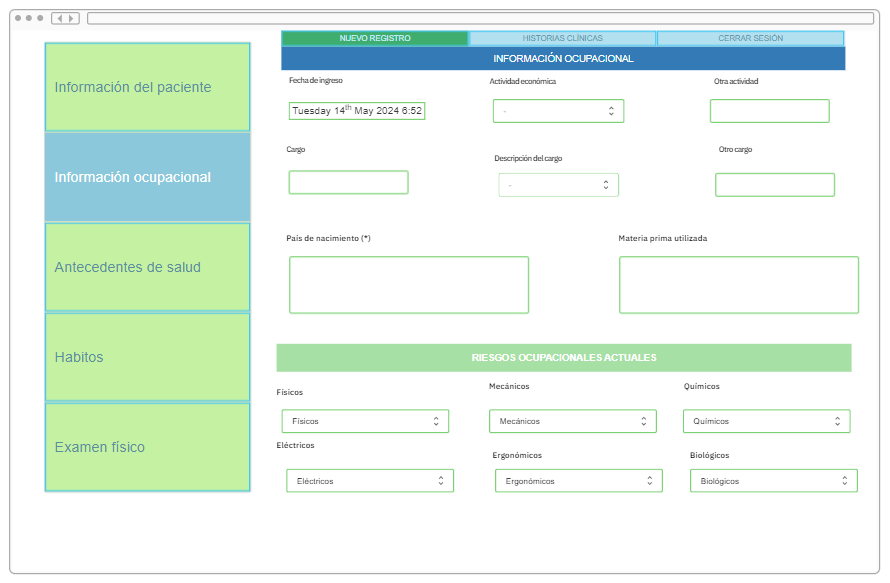 NUEVO REGISTRO
HISTORIAS CLÍNICAS
CERRAR SESIÓN
Información del paciente
Información ocupacional
Antecedentes de salud
Habitos
Examen físico
INFORMACIÓN OCUPACIONAL
Fecha de ingreso
Actividad económica
Otra actividad
Tuesday 14th May 2024 6:52
-
Cargo
Descripción del cargo
Otro cargo
-
País de nacimiento (*)
Materia prima utilizada
RIESGOS OCUPACIONALES ACTUALES
Físicos
Mecánicos
Químicos
Físicos
Mecánicos
Químicos
Eléctricos
Ergonómicos
Biológicos
Eléctricos
Ergonómicos
Biológicos